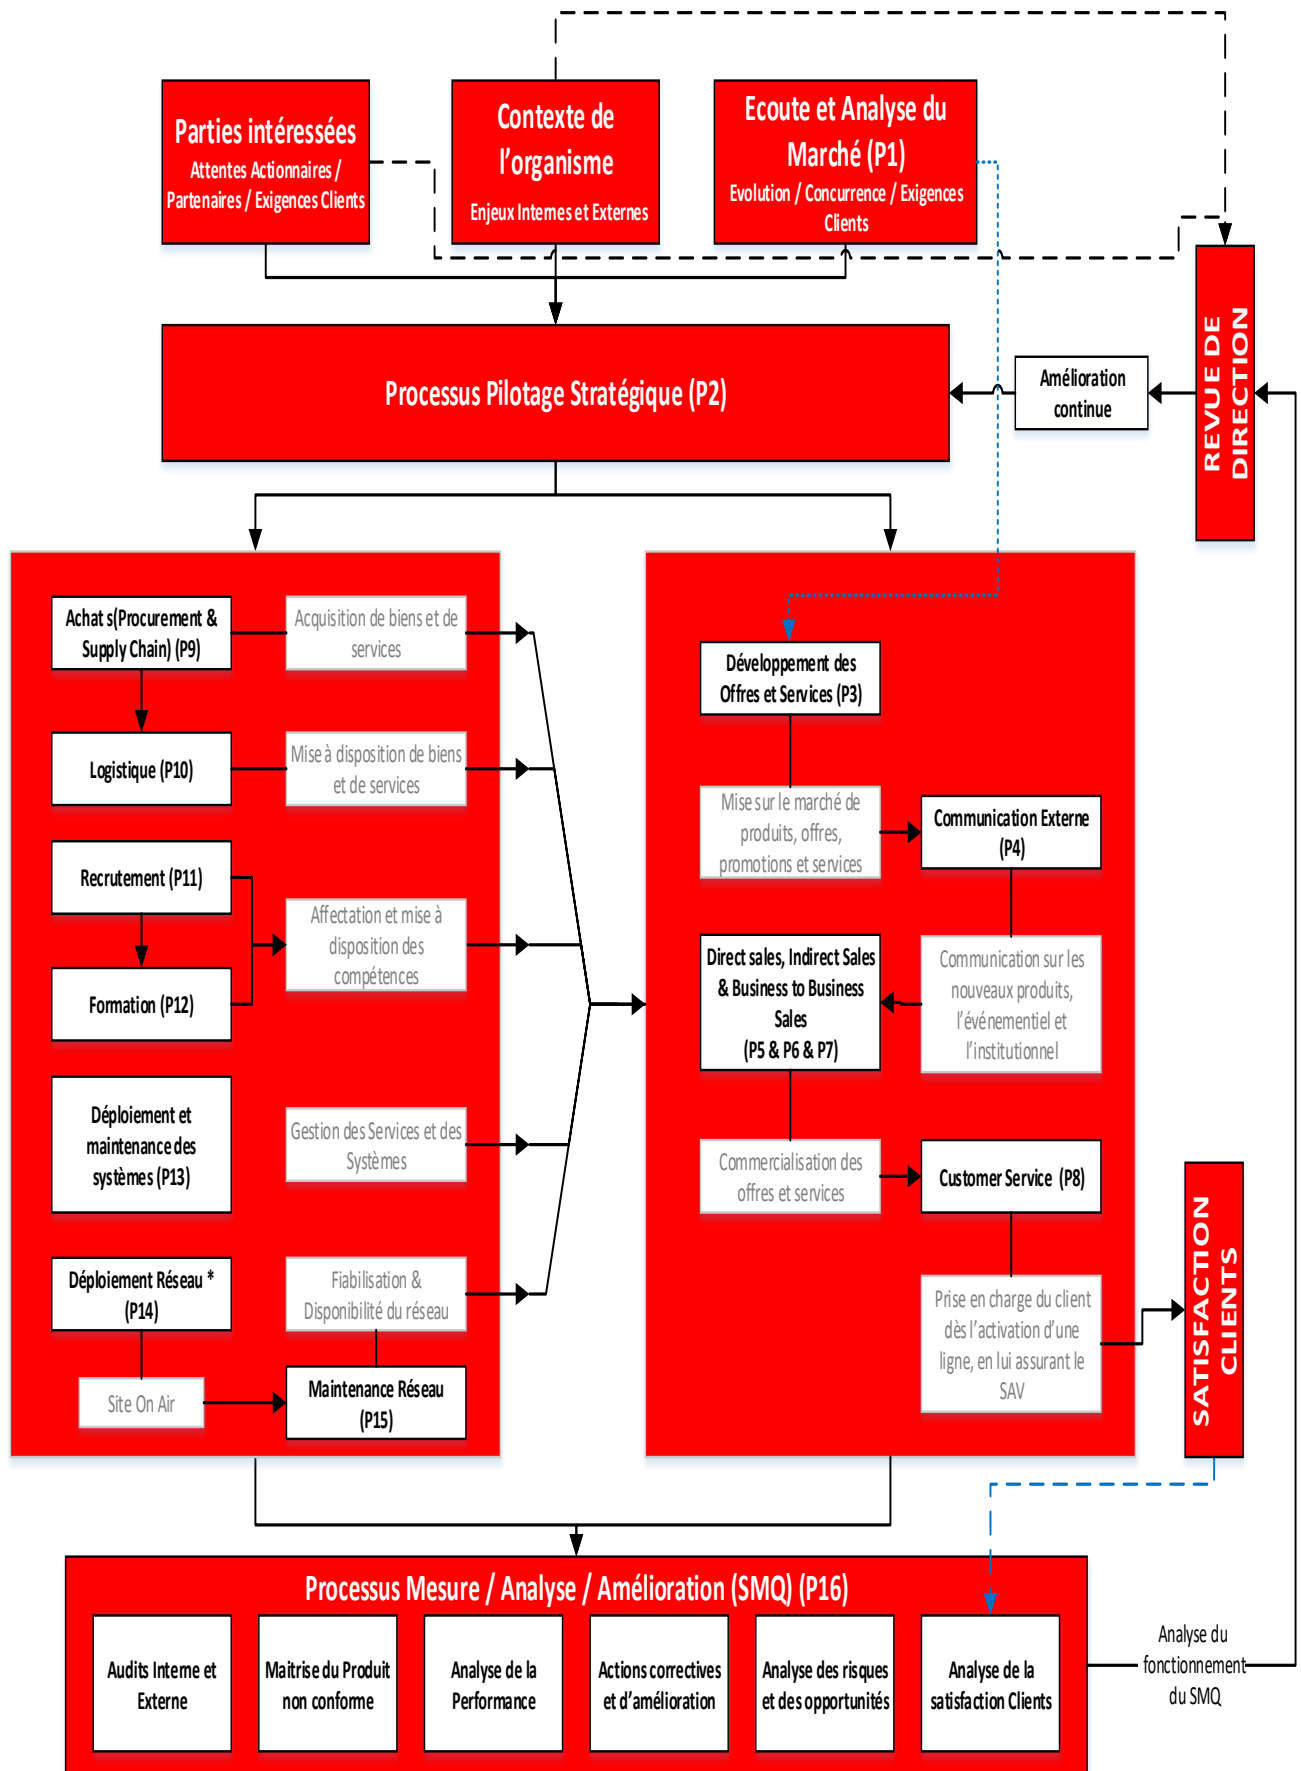 Parties intéressées
Attentes Actionnaires /
Partenaires / Exigences Clients
Contexte de
l'organisme
Enjeux Internes et Externes
Ecoute et Analyse du
Marché (P1)
Evolution / Concurrence / Exigences
Clients
Processus Pilotage Stratégique (P2)
Amélioration
continue
REVUE DE
DIRECTION
Achats(Procurement &
Supply Chain) (P9)
Acquisition de biens et de
services
Logistique (P10)
Mise à disposition de biens
et de services
Recrutement (P11)
Affectation et mise à
disposition des
compétences
Formation (P12)
Déploiement et
maintenance des
systèmes (P13)
Gestion des Services et des
Systèmes
Déploiement Réseau *
(P14)
Fiabilisation &
Disponibilité du réseau
Site On Air
Maintenance Réseau
(P15)
Développement des
Offres et Services (P3)
Mise sur le marché de
produits, offres,
promotions et services
Communication Externe
(P4)
Direct sales, Indirect Sales
& Business to Business
Sales
(P5 & P6 & P7)
Communication sur les
nouveaux produits,
l'événementiel et
l'institutionnel
Commercialisation des
offres et services
Customer Service (P8)
Prise en charge du client
dès l'activation d'une
ligne, en lui assurant le
SAV
SATISFACTION
CLIENTS
Processus Mesure / Analyse / Amélioration (SMQ) (P16)
Audits Interne et
Externe
Maitrise du Produit
non conforme
Analyse de la
Performance
Actions correctives
et d'amélioration
Analyse des risques
et des opportunités
Analyse de la
satisfaction Clients
Analyse du
fonctionnement
du SMQ